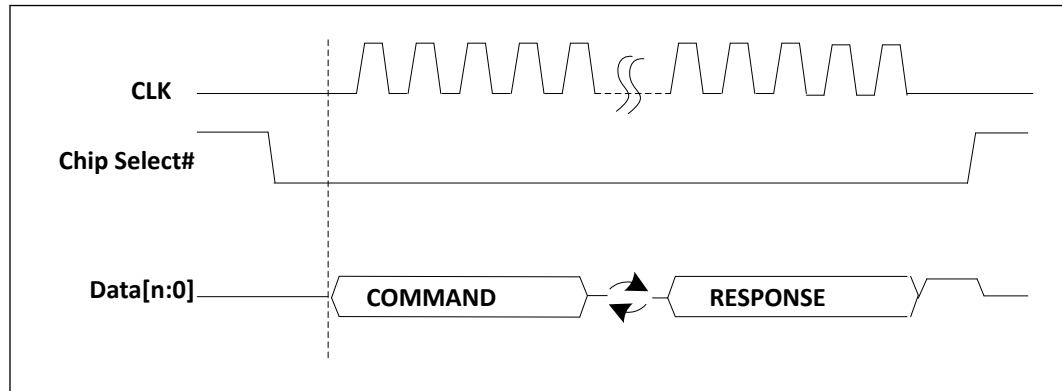 CLK
Chip Select#
Data[n:0]
COMMAND
RESPONSE